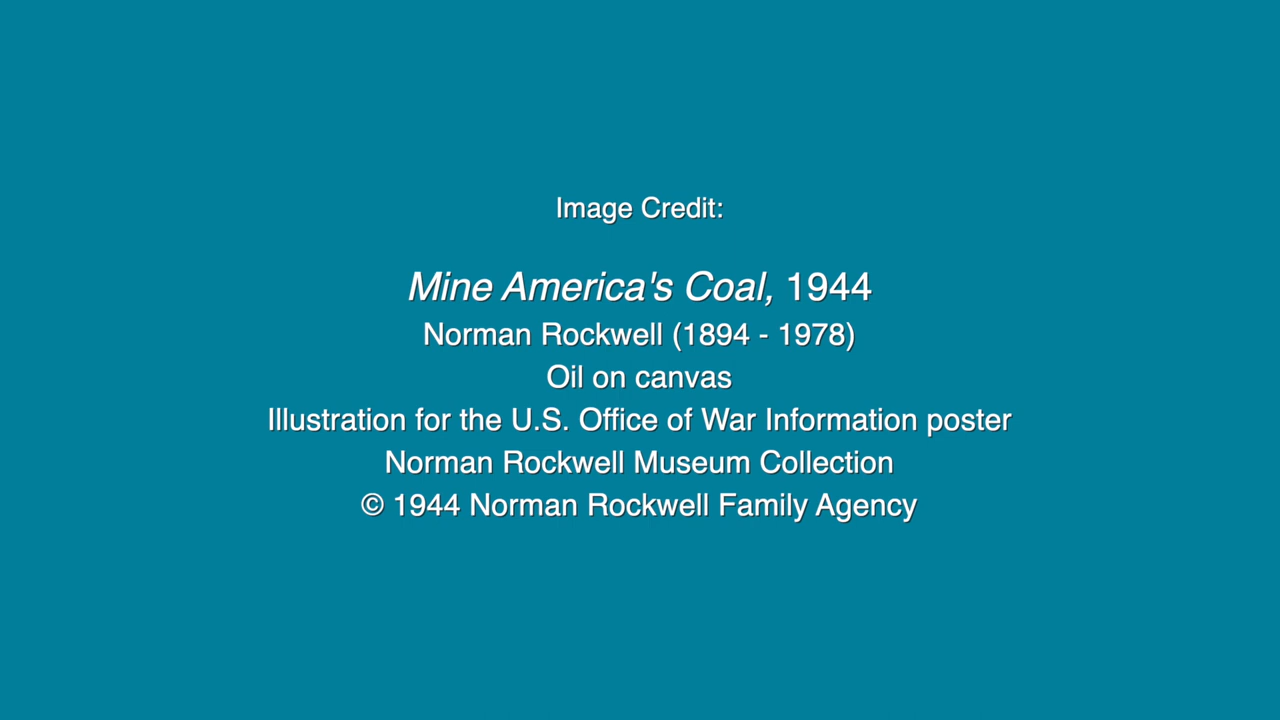 Image Credit:
Mine America's Coal, 1944
Norman Rockwell (1894 - 1978)
Oil on canvas
Illustration for the U.S. Office of War Information poster
Norman Rockwell Museum Collection
© 1944 Norman Rockwell Family Agency